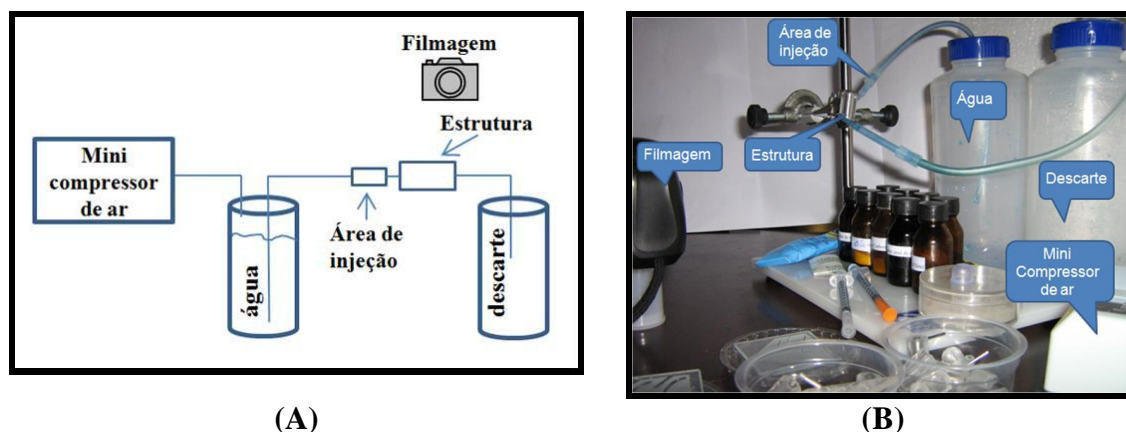 Filmagem
Estrutura
Mini
compressor
de ar
Área de
injeção
água
descarte
(A)
Área de
injeção
Água
Filmagem
Estrutura
Descarte
Mini
Compressor
de ar
(B)